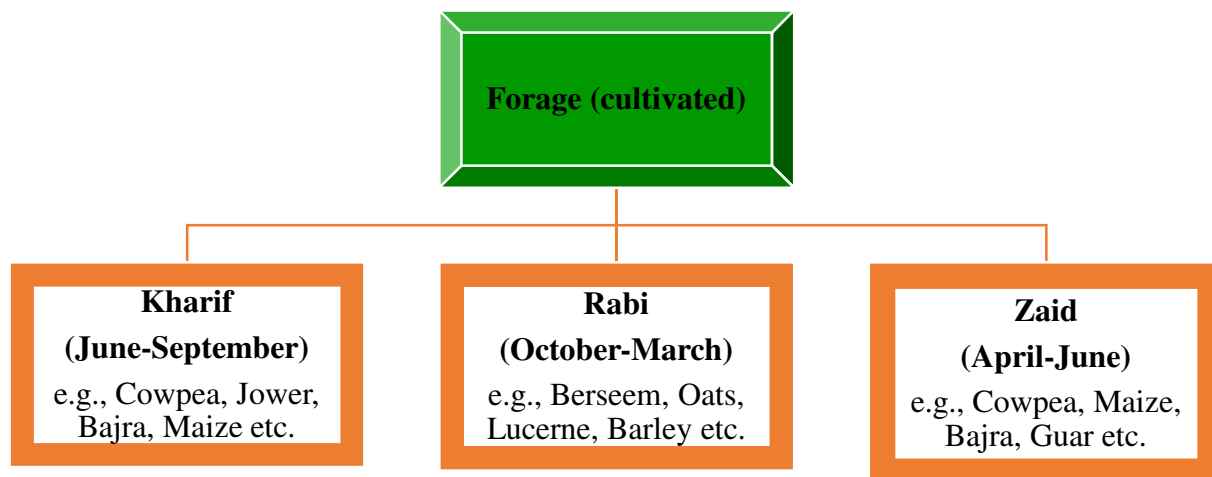 Forage (cultivated)
Kharif
(June-September)
e.g., Cowpea, Jower,
Bajra, Maize etc.
Rabi
(October-March)
e.g., Berseem, Oats,
Lucerne, Barley etc.
Zaid
(April-June)
e.g., Cowpea, Maize,
Bajra, Guar etc.